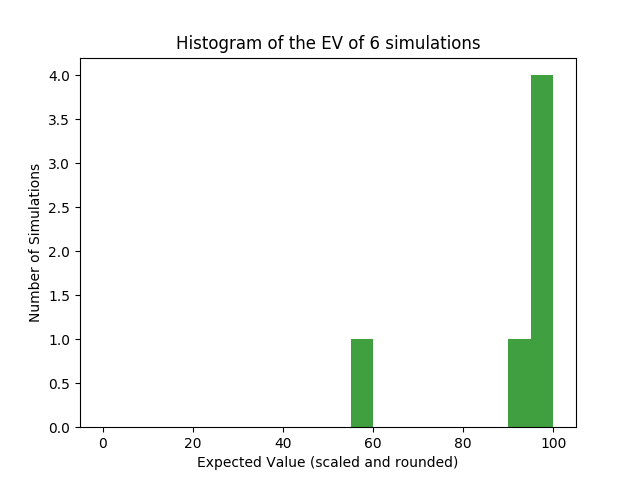 Histogram of the EV of 6 simulations
4.0
3.5
3.0
2.5
2.0
1.5
1.0
0.5
0.0
Number of Simulations
0 20 40 60 80 100
Expected Value (scaled and rounded)